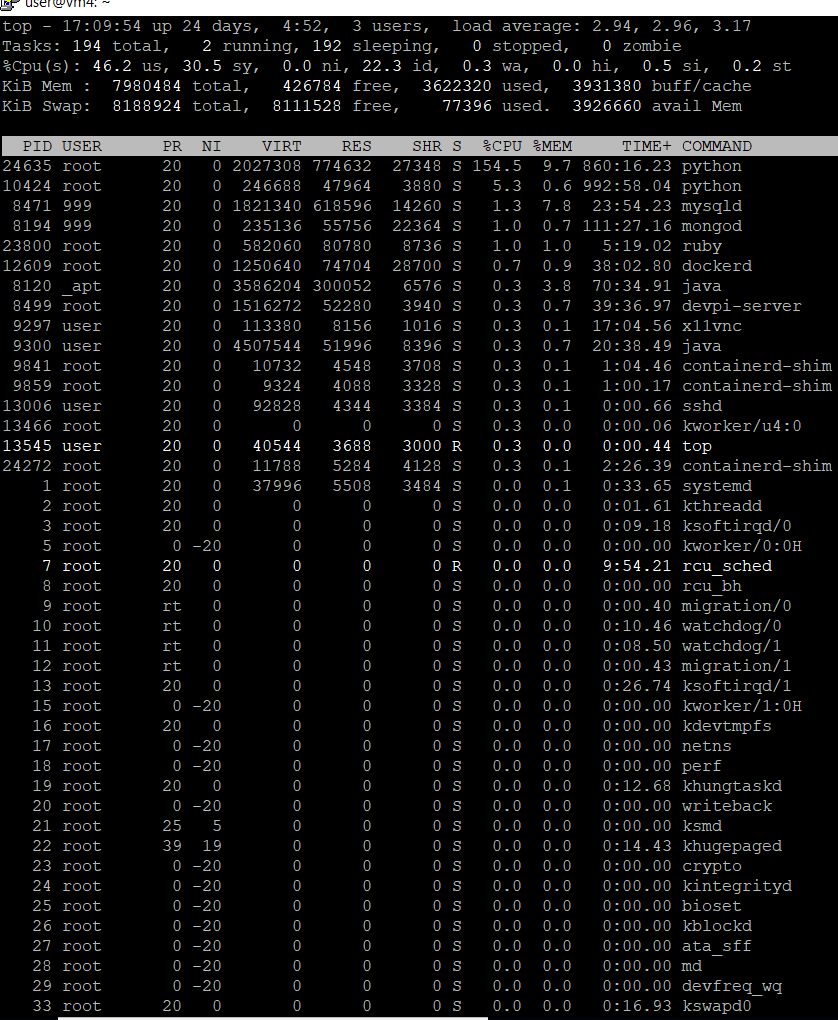 user@vm4: ~
top - 17:09:54 up 24 days,  4:52,  3 users,  load average: 2.94, 2.96, 3.17
Tasks: 194 total,   2 running, 192 sleeping,   0 stopped,   0 zombie
%Cpu(s): 46.2 us, 30.5 sy,  0.0 ni, 22.3 id,  0.3 wa,  0.0 hi,  0.5 si,  0.2 st
KiB Mem :  7980484 total,   426784 free,  3622320 used,  3931380 buff/cache
KiB Swap:  8188924 total,  8111528 free,    77396 used.  3926660 avail Mem
  PID USER      PR  NI    VIRT    RES    SHR S  %CPU %MEM     TIME+ COMMAND
24635 root      20   0 2027308 774632  27348 S 154.5  9.7 860:16.23 python
10424 root      20   0  246688  47964   3880 S   5.3  0.6 992:58.04 python
 8471 999       20   0 1821340 618596  14260 S   1.3  7.8  23:54.23 mysqld
 8194 999       20   0  235136  55756  22364 S   1.0  0.7 111:27.16 mongod
23800 root      20   0  582060  80780   8736 S   1.0  1.0   5:19.02 ruby
12609 root      20   0 1250640  74704  28700 S   0.7  0.9  38:02.80 dockerd
 8120 _apt      20   0 3586204 300052   6576 S   0.3  3.8  70:34.91 java
 8499 root      20   0 1516272  52280   3940 S   0.3  0.7  39:36.97 devpi-server
 9297 user      20   0  113380   8156   1016 S   0.3  0.1  17:04.56 x11vnc
 9300 user      20   0 4507544  51996   8396 S   0.3  0.7  20:38.49 java
 9841 root      20   0   10732   4548   3708 S   0.3  0.1   1:04.46 containerd-shim
 9859 root      20   0    9324   4088   3328 S   0.3  0.1   1:00.17 containerd-shim
13006 user      20   0   92828   4344   3384 S   0.3  0.1   0:00.66 sshd
13466 root      20   0       0      0      0 S   0.3  0.0   0:00.06 kworker/u4:0
13545 user      20   0   40544   3688   3000 R   0.3  0.0   0:00.44 top
24272 root      20   0   11788   5284   4128 S   0.3  0.1   2:26.39 containerd-shim
    1 root      20   0   37996   5508   3484 S   0.0  0.1   0:33.65 systemd
    2 root      20   0       0      0      0 S   0.0  0.0   0:01.61 kthreadd
    3 root      20   0       0      0      0 S   0.0  0.0   0:09.18 ksoftirqd/0
    5 root       0 -20       0      0      0 S   0.0  0.0   0:00.00 kworker/0:0H
    7 root      20   0       0      0      0 R   0.0  0.0   9:54.21 rcu_sched
    8 root      20   0       0      0      0 S   0.0  0.0   0:00.00 rcu_bh
    9 root      rt   0       0      0      0 S   0.0  0.0   0:00.40 migration/0
   10 root      rt   0       0      0      0 S   0.0  0.0   0:10.46 watchdog/0
   11 root      rt   0       0      0      0 S   0.0  0.0   0:08.50 watchdog/1
   12 root      rt   0       0      0      0 S   0.0  0.0   0:00.43 migration/1
   13 root      20   0       0      0      0 S   0.0  0.0   0:26.74 ksoftirqd/1
   15 root       0 -20       0      0      0 S   0.0  0.0   0:00.00 kworker/1:0H
   16 root      20   0       0      0      0 S   0.0  0.0   0:00.00 kdevtmpfs
   17 root       0 -20       0      0      0 S   0.0  0.0   0:00.00 netns
   18 root       0 -20       0      0      0 S   0.0  0.0   0:00.00 perf
   19 root      20   0       0      0      0 S   0.0  0.0   0:12.68 khungtaskd
   20 root       0 -20       0      0      0 S   0.0  0.0   0:00.00 writeback
   21 root      25   5       0      0      0 S   0.0  0.0   0:00.00 ksmd
   22 root      39  19       0      0      0 S   0.0  0.0   0:14.43 khugepaged
   23 root       0 -20       0      0      0 S   0.0  0.0   0:00.00 crypto
   24 root       0 -20       0      0      0 S   0.0  0.0   0:00.00 kintegrityd
   25 root       0 -20       0      0      0 S   0.0  0.0   0:00.00 bioset
   26 root       0 -20       0      0      0 S   0.0  0.0   0:00.00 kblockd
   27 root       0 -20       0      0      0 S   0.0  0.0   0:00.00 ata_sff
   28 root       0 -20       0      0      0 S   0.0  0.0   0:00.00 md
   29 root       0 -20       0      0      0 S   0.0  0.0   0:00.00 devfreq_wq
   33 root      20   0       0      0      0 S   0.0  0.0   0:16.93 kswapd0